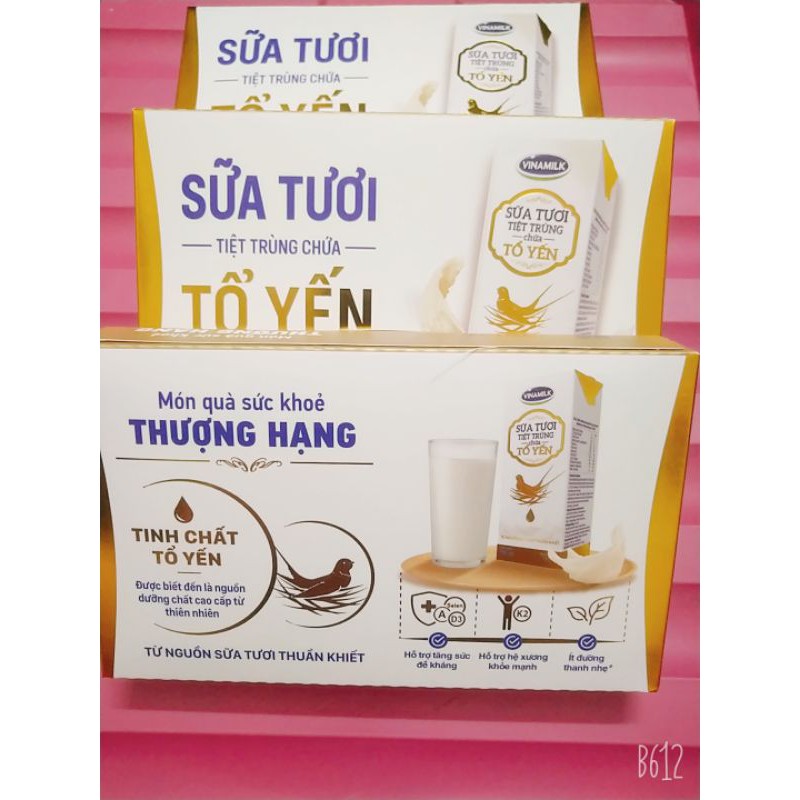 SỮA TƯƠI
TIỆT TRÙNG CHỨA
TỔ YẾN
VINAMILK
SỮA TƯƠI
TIỆT TRÙNG
chứa
TỔ YẾN
SỮA TƯƠI
TIỆT TRÙNG CHỨA
TỔ YẾN
VINAMILK
SỮA TƯƠI
TIỆT TRÙNG
chứa
TỔ YẾN
Món quà sức khoẻ
THƯỢNG HẠNG
TINH CHẤT
TỔ YẾN
Được biết đến là nguồn
dưỡng chất cao cấp từ
thiên nhiên
TỪ NGUỒN SỮA TƯƠI THUẦN KHIẾT
VINAMILK
SỮA TƯƠI
TIỆT TRÙNG
chứa
TỔ YẾN
Selen
A D3
K2
Hỗ trợ tăng sức
đề kháng
Hỗ trợ hệ xương
khỏe mạnh
Ít đường
thanh nhẹ*
B612